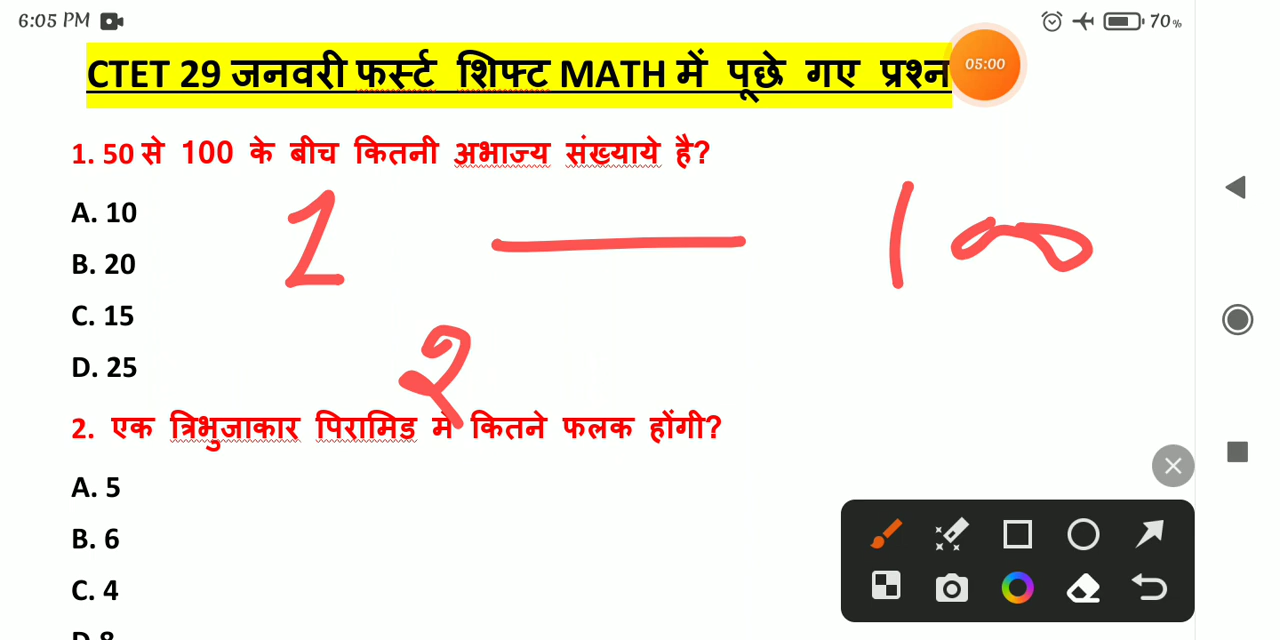 6:05 PM 70%
CTET 29 जनवरी फर्स्ट शिफ्ट MATH में पूछे गए प्रश्न 05:00
1. 50 से 100 के बीच कितनी अभाज्य संख्याये है?
A. 10
1 100
B. 20
C. 15
2
D. 25
2. एक त्रिभुजाकार पिरामिड मे कितने फलक होंगी?
A. 5
B. 6
C. 4
D 8